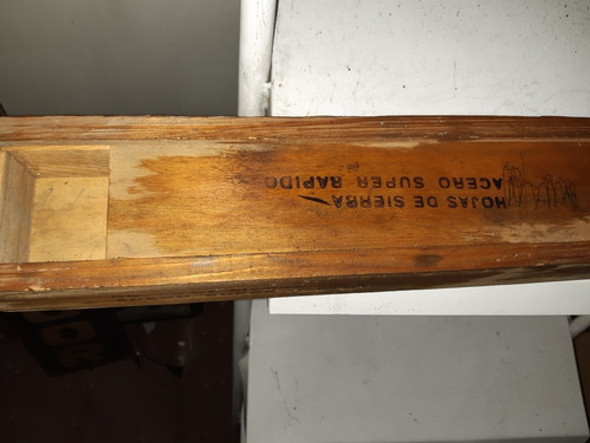 HOJAS DE SIERRA
ACERO SUPER RAPIDO